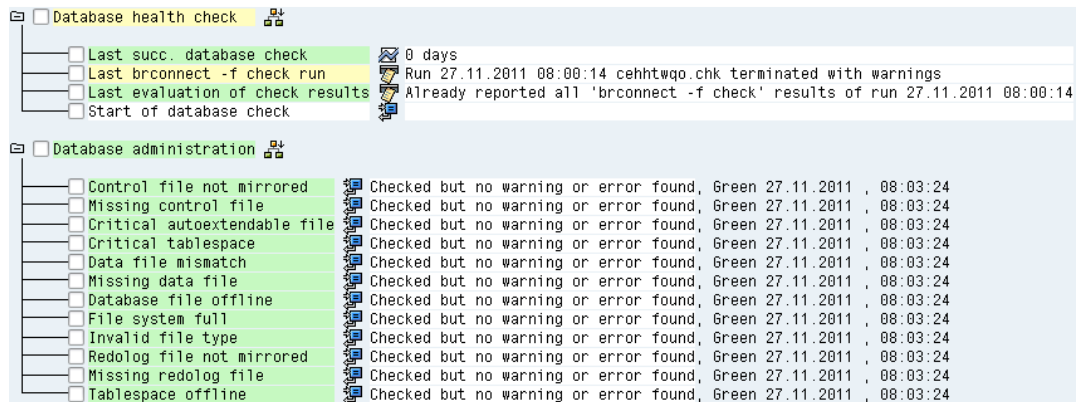 Database health check
Last succ. database check 0 days
Last brconnect -f check run Run 27.11.2011 08:00:14 cehhtwqo.chk terminated with warnings
Last evaluation of check results Already reported all 'brconnect -f check' results of run 27.11.2011 08:00:14
Start of database check
Database administration
Control file not mirrored Checked but no warning or error found, Green 27.11.2011 , 08:03:24
Missing control file Checked but no warning or error found, Green 27.11.2011 , 08:03:24
Critical autoextendable file Checked but no warning or error found, Green 27.11.2011 , 08:03:24
Critical tablespace Checked but no warning or error found, Green 27.11.2011 , 08:03:24
Data file mismatch Checked but no warning or error found, Green 27.11.2011 , 08:03:24
Missing data file Checked but no warning or error found, Green 27.11.2011 , 08:03:24
Database file offline Checked but no warning or error found, Green 27.11.2011 , 08:03:24
File system full Checked but no warning or error found, Green 27.11.2011 , 08:03:24
Invalid file type Checked but no warning or error found, Green 27.11.2011 , 08:03:24
Redolog file not mirrored Checked but no warning or error found, Green 27.11.2011 , 08:03:24
Missing redolog file Checked but no warning or error found, Green 27.11.2011 , 08:03:24
Tablespace offline Checked but no warning or error found, Green 27.11.2011 , 08:03:24